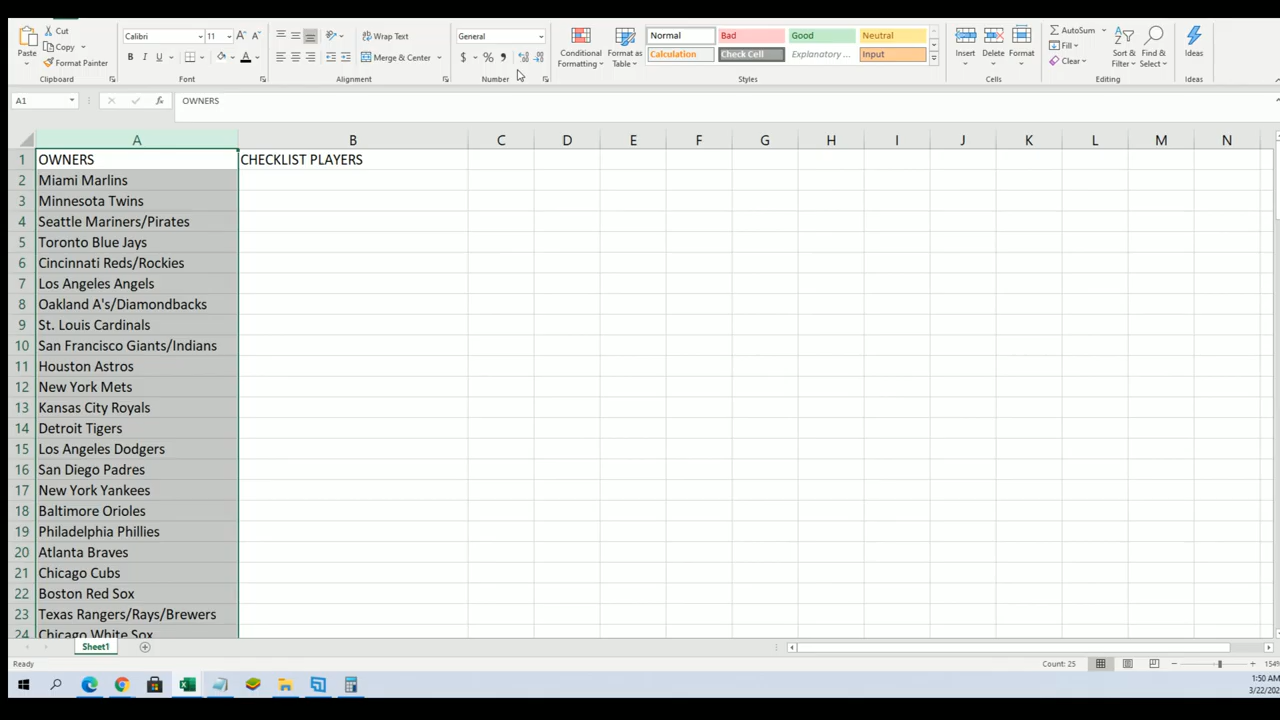 Cut
Copy
Format Painter
Paste
Clipboard
Calibri 11
B I U
Font
Wrap Text
Merge & Center
Alignment
General
$ %
Number
Conditional Formatting
Format as Table
Normal Bad Good Neutral
Calculation Check Cell Explanatory ... Input
Styles
Insert Delete Format
Cells
AutoSum
Fill
Clear
Sort & Filter
Find & Select
Editing
Ideas
Ideas
A1
fx
OWNERS
A B C D E F G H I J K L M N
1 OWNERS CHECKLIST PLAYERS
2 Miami Marlins
3 Minnesota Twins
4 Seattle Mariners/Pirates
5 Toronto Blue Jays
6 Cincinnati Reds/Rockies
7 Los Angeles Angels
8 Oakland A's/Diamondbacks
9 St. Louis Cardinals
10 San Francisco Giants/Indians
11 Houston Astros
12 New York Mets
13 Kansas City Royals
14 Detroit Tigers
15 Los Angeles Dodgers
16 San Diego Padres
17 New York Yankees
18 Baltimore Orioles
19 Philadelphia Phillies
20 Atlanta Braves
21 Chicago Cubs
22 Boston Red Sox
23 Texas Rangers/Rays/Brewers
24 Chicago White Sox
Sheet1
Ready
Count: 25
1:50 AM